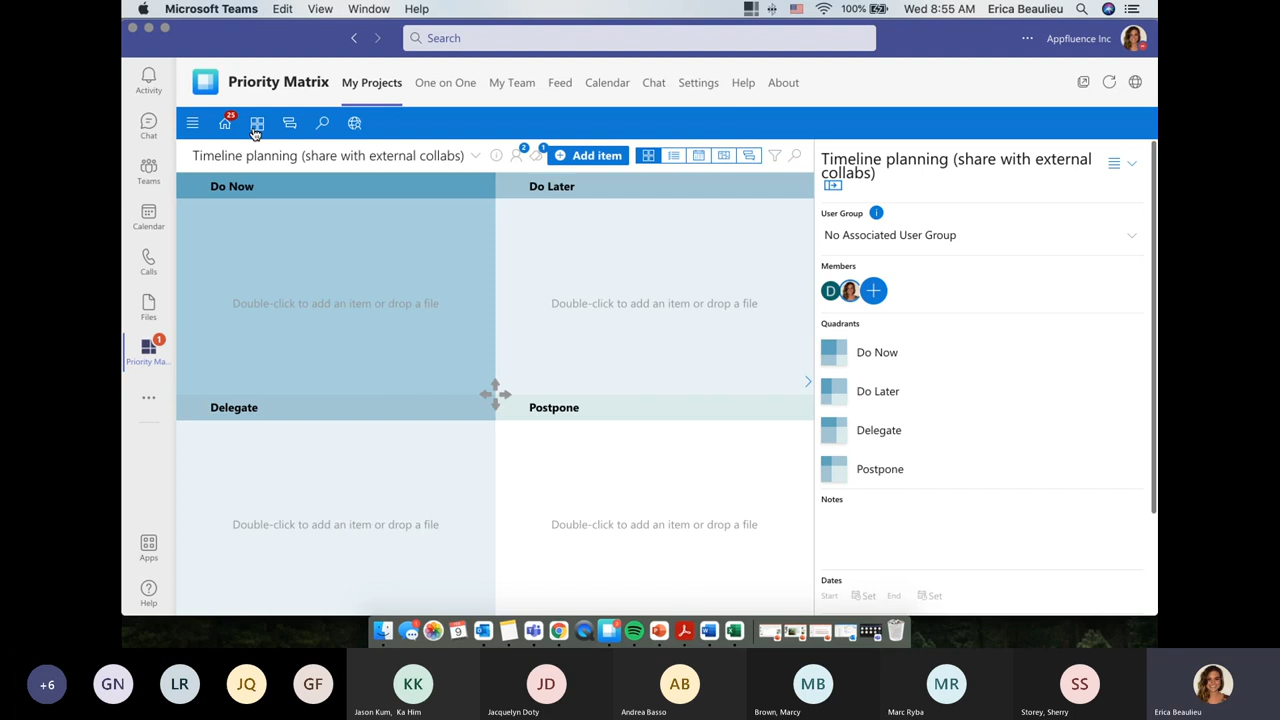 Microsoft Teams Edit View Window Help 100% Wed 8:55 AM Erica Beaulieu
Search
Appfluence Inc
Priority Matrix My Projects One on One My Team Feed Calendar Chat Settings Help About
Activity
Chat
Teams
Calendar
Calls
Files
1
Priority Ma...
Apps
Help
25
Timeline planning (share with external collabs) 2 1 Add item
Do Now
Do Later
Double-click to add an item or drop a file
Double-click to add an item or drop a file
Delegate
Postpone
Double-click to add an item or drop a file
Double-click to add an item or drop a file
Timeline planning (share with external
collabs)
User Group i
No Associated User Group
Members
D
Quadrants
Do Now
Do Later
Delegate
Postpone
Notes
Dates
Start Set End Set
9
+6 GN LR JQ GF KK JD AB MB MR SS
Jason Kum, Ka Him Jacquelyn Doty Andrea Basso Brown, Marcy Marc Ryba Storey, Sherry Erica Beaulieu